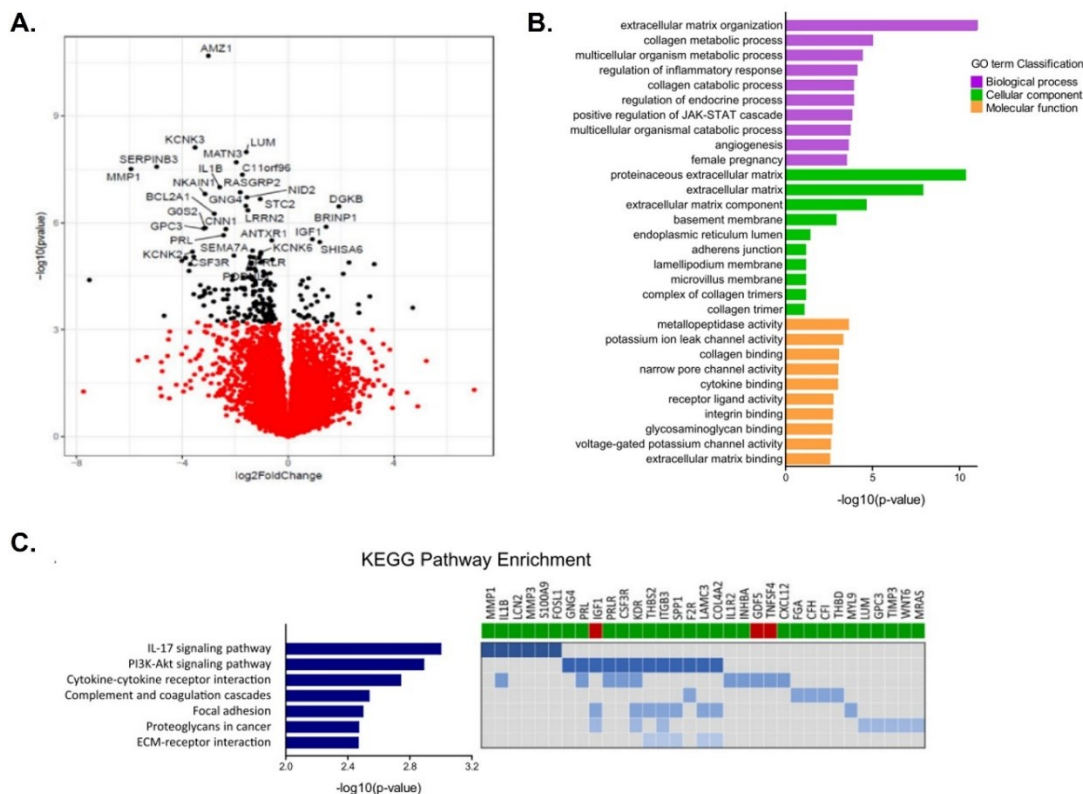 A.
AMZ1
KCNK3
LUM
MATN3
SERPINB3
C11orf96
IL1B
MMP1
NKAIN1
RASGRP2
NID2
BCL2A1
GNG4
STC2
DGKB
G0S2
LRRN2
BRINP1
CNN1
GPC3
IGF1
ANTXR1
PRL
SHISA6
SEMA7A
KCNK6
KCNK2
CSF3R
9
6
3
0
-log10(pvalue)
−8
−4
0
4
log2FoldChange
B.
extracellular matrix organization
collagen metabolic process
multicellular organism metabolic process
regulation of inflammatory response
collagen catabolic process
regulation of endocrine process
positive regulation of JAK-STAT cascade
multicellular organismal catabolic process
angiogenesis
female pregnancy
proteinaceous extracellular matrix
extracellular matrix
extracellular matrix component
basement membrane
endoplasmic reticulum lumen
adherens junction
lamellipodium membrane
microvillus membrane
complex of collagen trimers
collagen trimer
metallopeptidase activity
potassium ion leak channel activity
collagen binding
narrow pore channel activity
cytokine binding
receptor ligand activity
integrin binding
glycosaminoglycan binding
voltage-gated potassium channel activity
extracellular matrix binding
0 5 10
-log10(p-value)
GO term Classification
Biological process
Cellular component
Molecular function
C.
KEGG Pathway Enrichment
MMP1
IL1B
LCN2
MMP3
S100A9
FOSL1
GNG4
PRL
IGF1
PRLR
CSF3R
KDR
THBS2
ITGB3
SPP1
F2R
LAMC3
COL4A2
IL1R2
INHBA
GDF5
TNFSF4
CXCL12
FGA
CFH
CFI
THBD
MYL9
LUM
GPC3
TIMP3
WNT6
MRAS
IL-17 signaling pathway
PI3K-Akt signaling pathway
Cytokine-cytokine receptor interaction
Complement and coagulation cascades
Focal adhesion
Proteoglycans in cancer
ECM-receptor interaction
2.0 2.4 2.8 3.2
-log10(p-value)